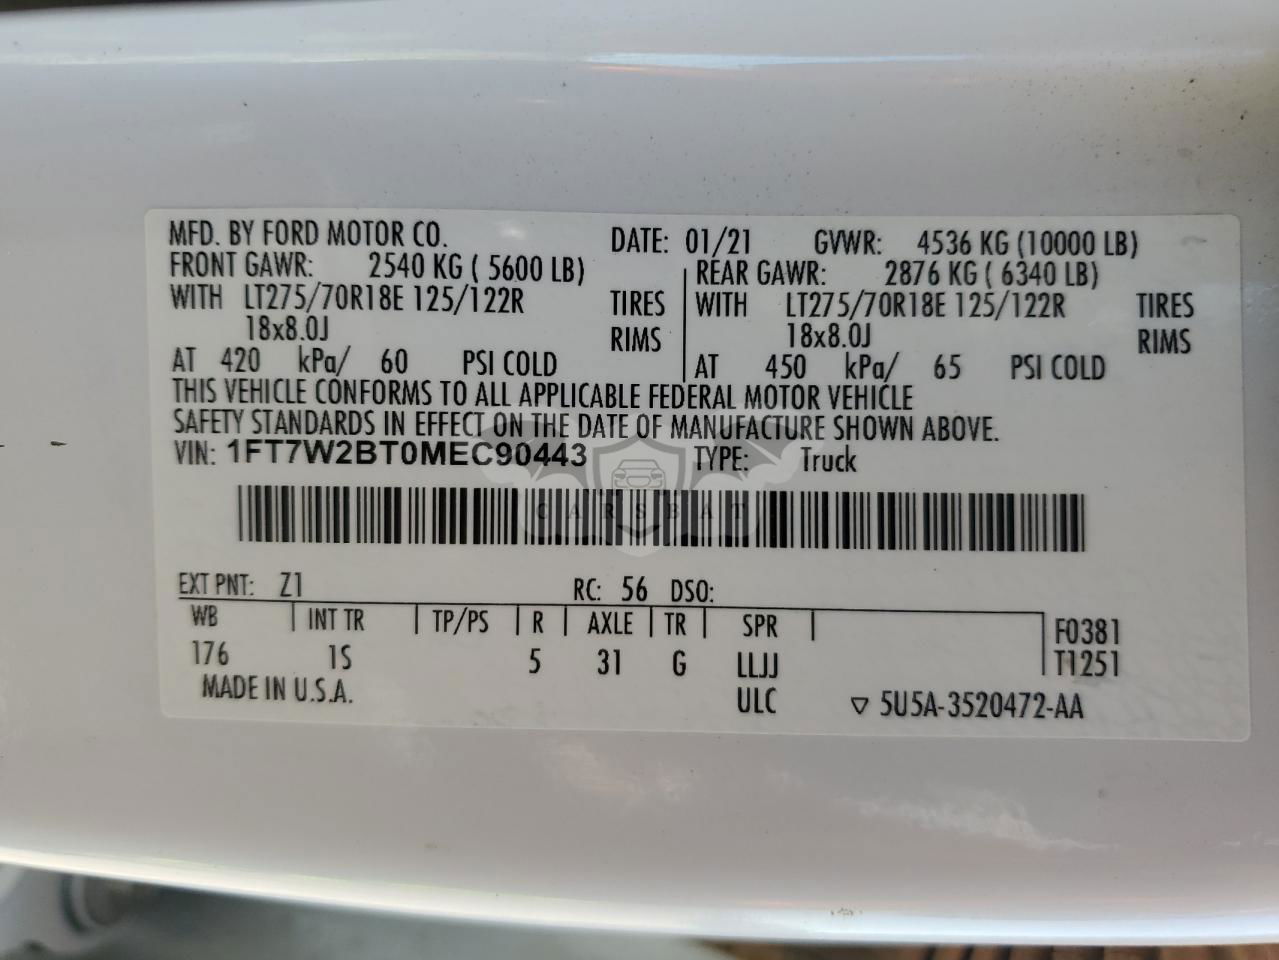 MFD. BY FORD MOTOR CO. DATE: 01/21 GVWR: 4536 KG (10000 LB)
FRONT GAWR: 2540 KG ( 5600 LB) REAR GAWR: 2876 KG ( 6340 LB)
WITH LT275/70R18E 125/122R TIRES WITH LT275/70R18E 125/122R TIRES
18x8.0J RIMS 18x8.0J RIMS
AT 420 kPa/ 60 PSI COLD AT 450 kPa/ 65 PSI COLD
THIS VEHICLE CONFORMS TO ALL APPLICABLE FEDERAL MOTOR VEHICLE
SAFETY STANDARDS IN EFFECT ON THE DATE OF MANUFACTURE SHOWN ABOVE.
VIN: 1FT7W2BT0MEC90443 TYPE: Truck
CARSBAT
EXT PNT: Z1 RC: 56 DSO:
WB INT TR TP/PS R AXLE TR SPR F0381
176 1S 5 31 G LLJJ T1251
MADE IN U.S.A. ULC ▽ 5U5A-3520472-AA